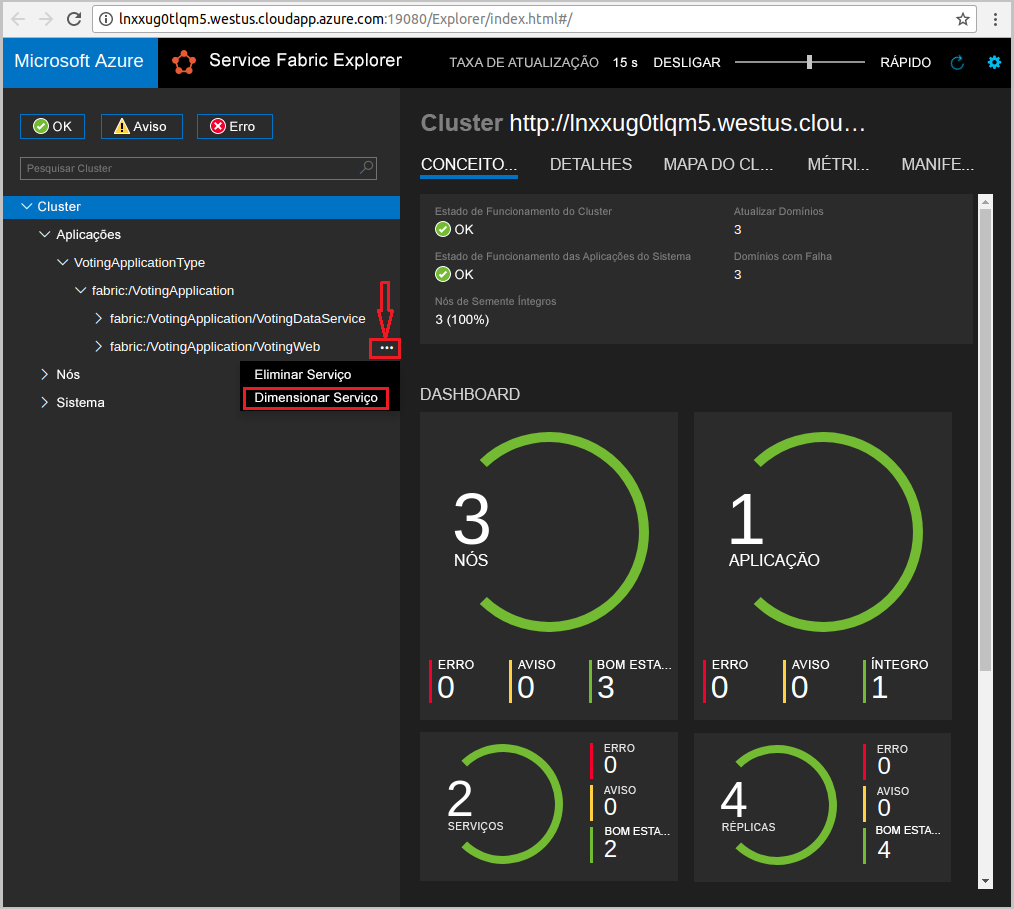 lnxxug0tlqm5.westus.cloudapp.azure.com:19080/Explorer/index.html#/
Microsoft Azure
Service Fabric Explorer
TAXA DE ATUALIZAÇÃO 15 s DESLIGAR RÁPIDO
OK
Aviso
Erro
Pesquisar Cluster
Cluster
Aplicações
VotingApplicationType
fabric:/VotingApplication
fabric:/VotingApplication/VotingDataService
fabric:/VotingApplication/VotingWeb
Eliminar Serviço
Dimensionar Serviço
Nós
Sistema
Cluster http://lnxxug0tlqm5.westus.clou...
CONCEITO... DETALHES MAPA DO CL... MÉTRI... MANIFE...
Estado de Funcionamento do Cluster
OK
Atualizar Domínios
3
Estado de Funcionamento das Aplicações do Sistema
OK
Domínios com Falha
3
Nós de Semente Íntegros
3 (100%)
DASHBOARD
3
NÓS
ERRO
0
AVISO
0
BOM ESTA...
3
1
APLICAÇÃO
ERRO
0
AVISO
0
ÍNTEGRO
1
2
SERVIÇOS
ERRO
0
AVISO
0
BOM ESTA...
2
4
RÉPLICAS
ERRO
0
AVISO
0
BOM ESTA...
4